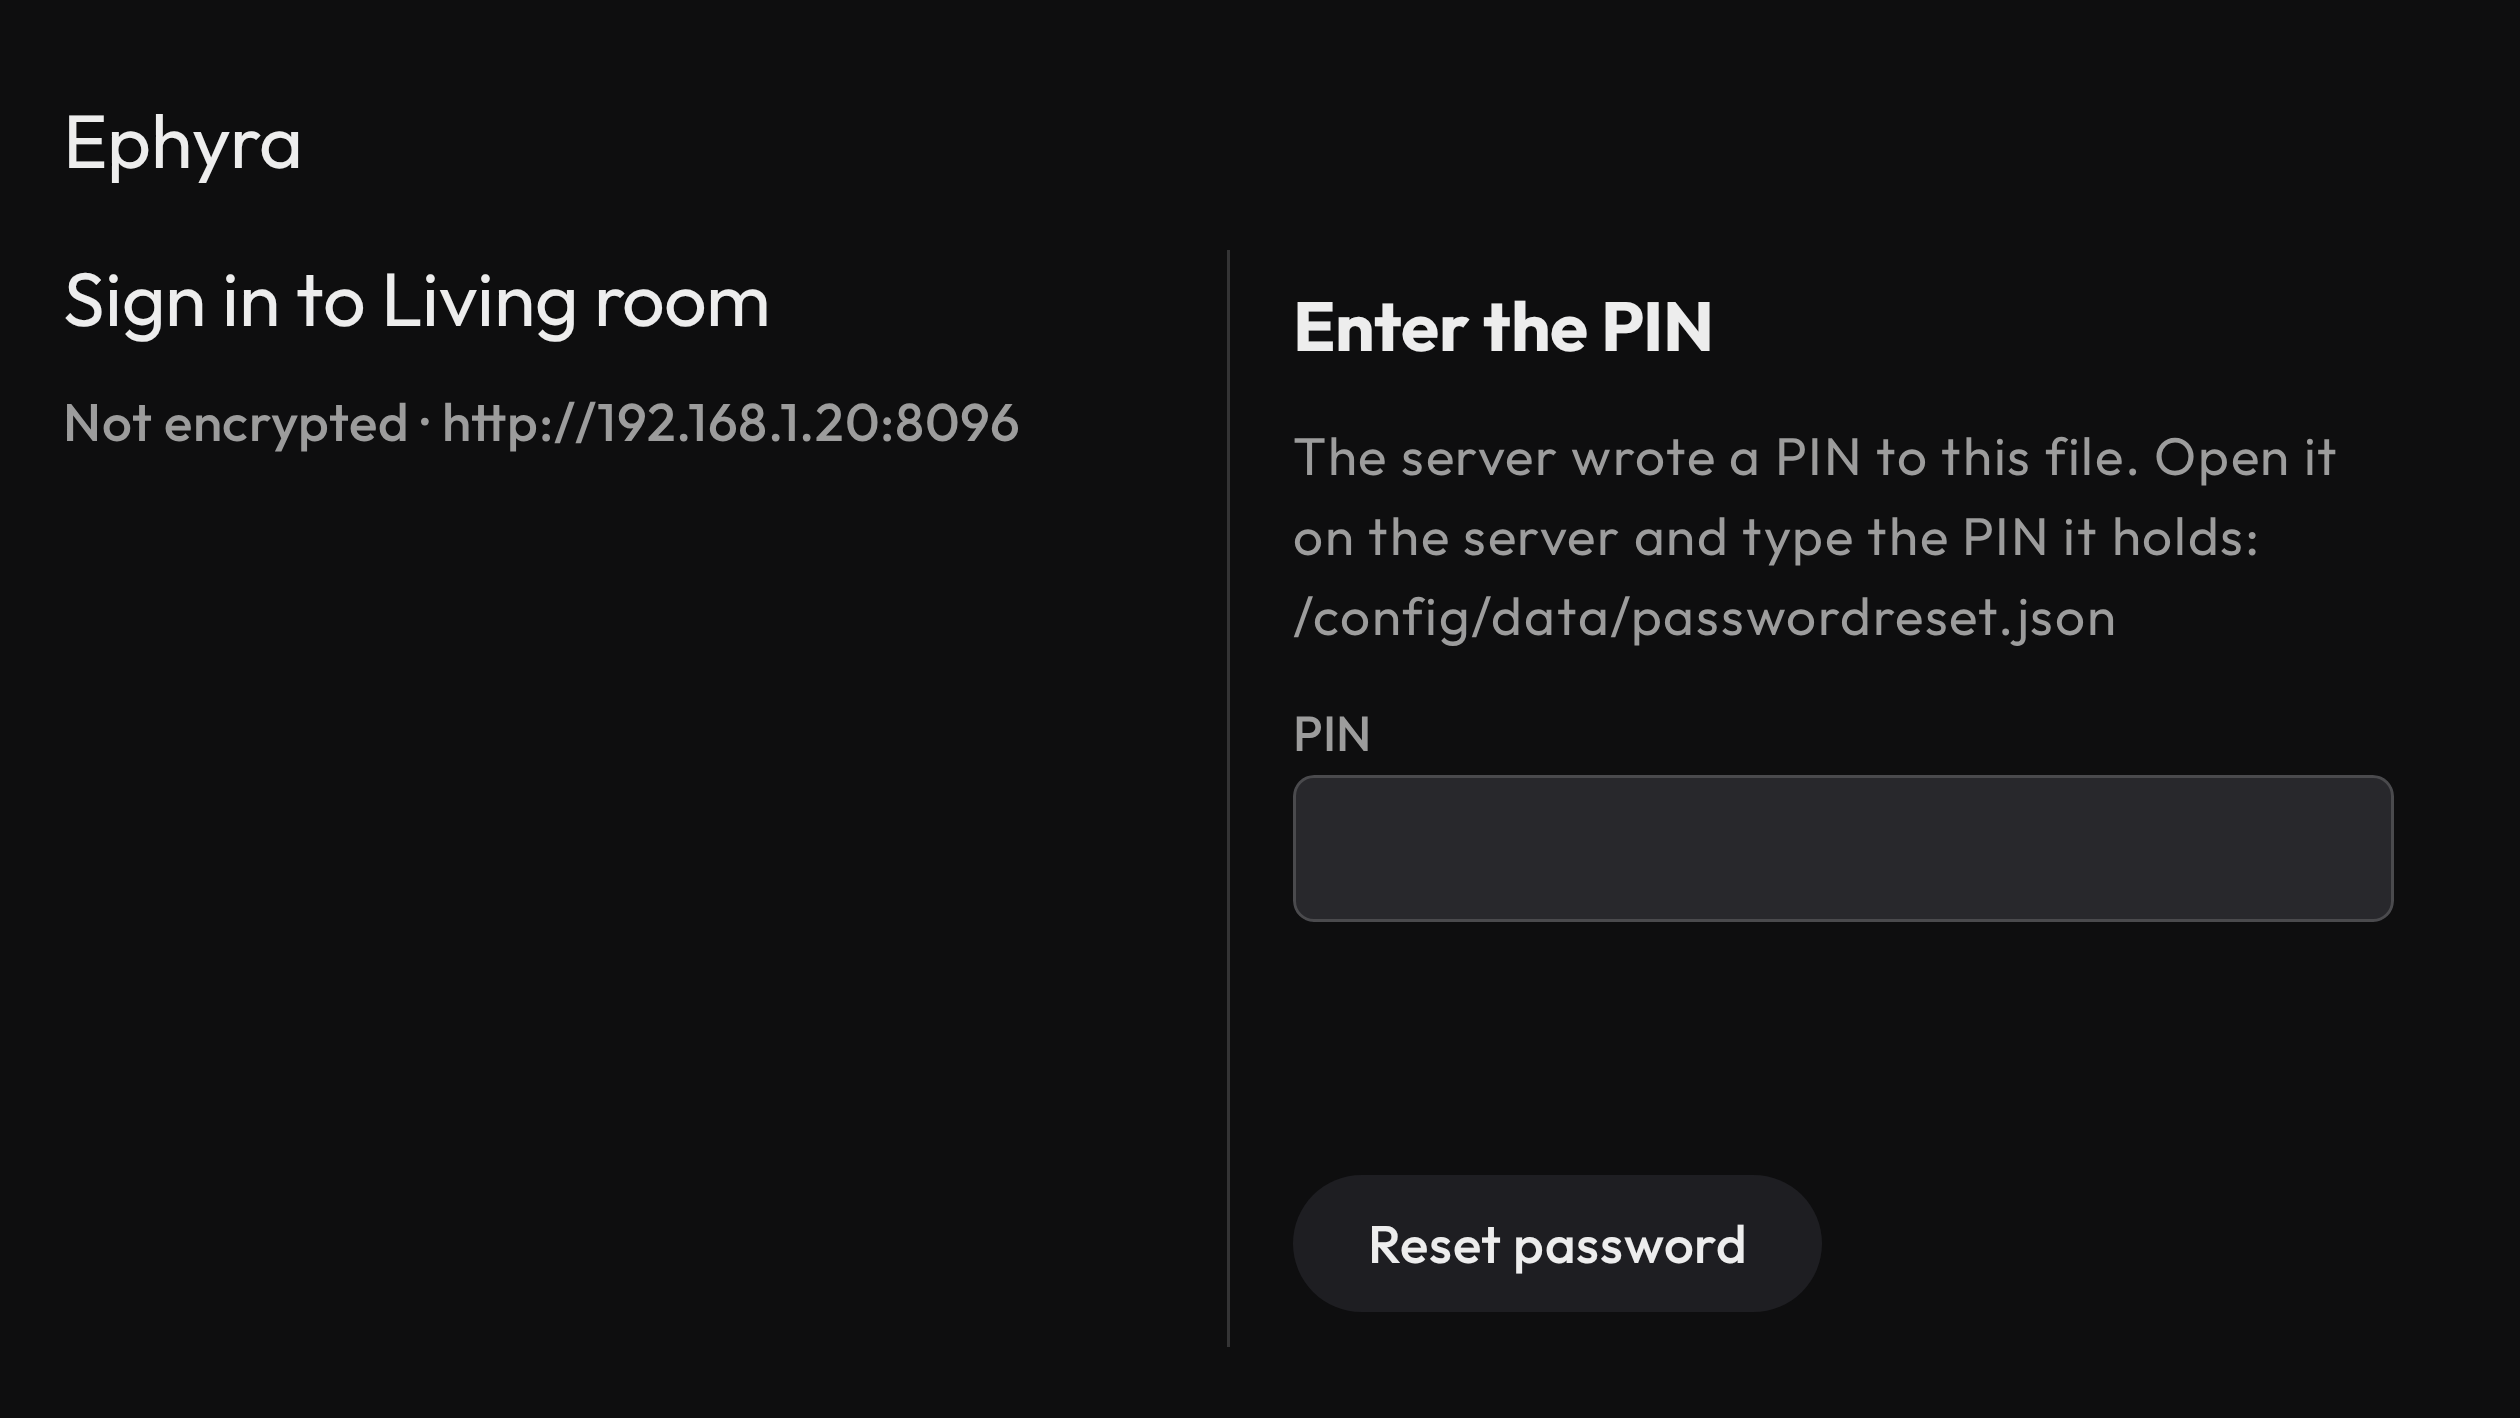 Ephyra
Sign in to Living room
Not encrypted · http://192.168.1.20:8096
Enter the PIN
The server wrote a PIN to this file. Open it
on the server and type the PIN it holds:
/config/data/passwordreset.json
PIN
Reset password